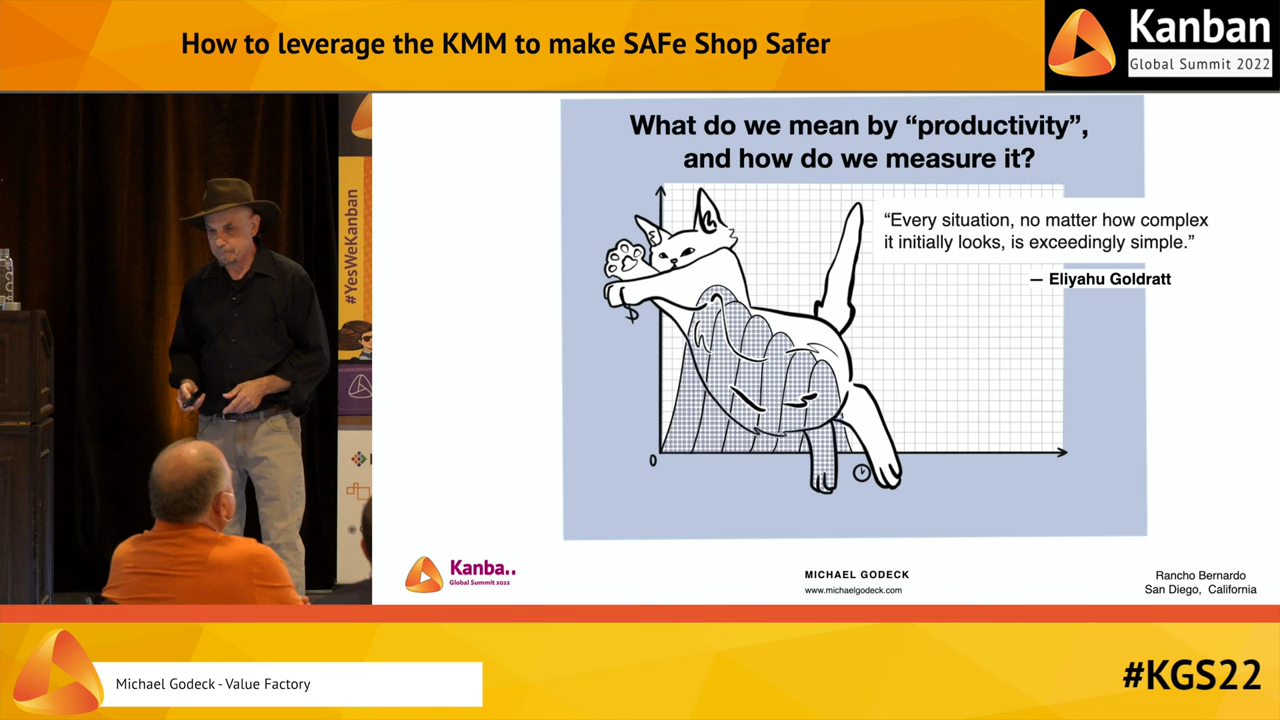 How to leverage the KMM to make SAFe Shop Safer
Kanban
Global Summit 2022
#YesWeKanban
What do we mean by “productivity”,
and how do we measure it?
“Every situation, no matter how complex
it initially looks, is exceedingly simple.”
— Eliyahu Goldratt
$
0
Kanba..
Global Summit 2022
MICHAEL GODECK
www.michaelgodeck.com
Rancho Bernardo
San Diego, California
Michael Godeck - Value Factory
#KGS22